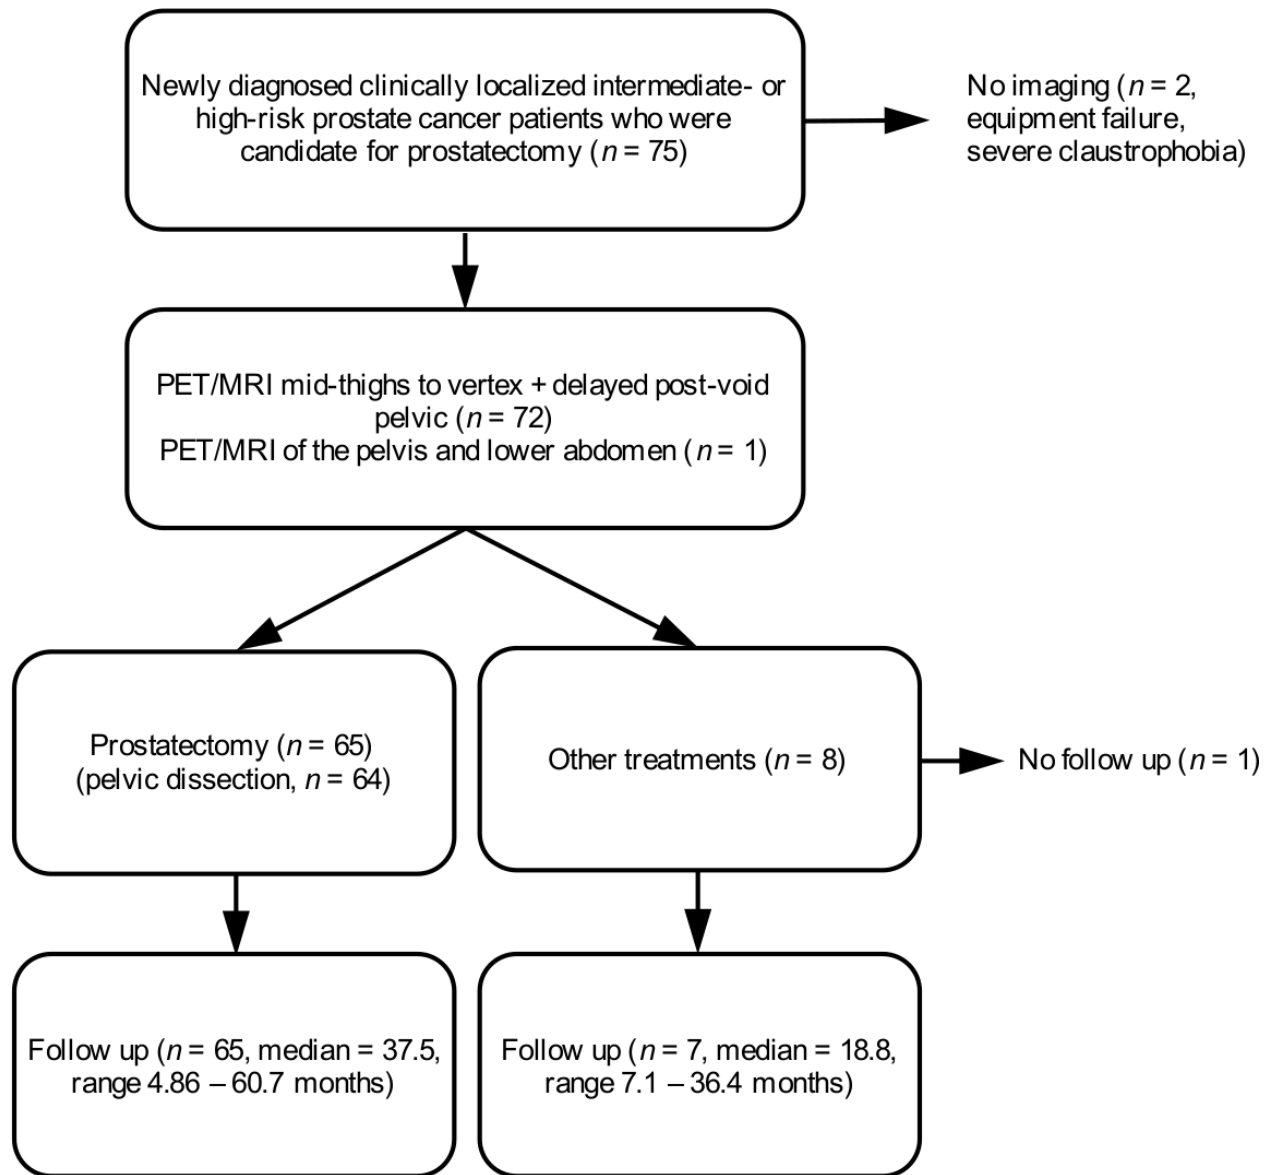 Newly diagnosed clinically localized intermediate- or
high-risk prostate cancer patients who were
candidate for prostatectomy (n = 75)
No imaging (n = 2,
equipment failure,
severe claustrophobia)
PET/MRI mid-thighs to vertex + delayed post-void
pelvic (n = 72)
PET/MRI of the pelvis and lower abdomen (n = 1)
Prostatectomy (n = 65)
(pelvic dissection, n = 64)
Other treatments (n = 8)
No follow up (n = 1)
Follow up (n = 65, median = 37.5,
range 4.86 – 60.7 months)
Follow up (n = 7, median = 18.8,
range 7.1 – 36.4 months)